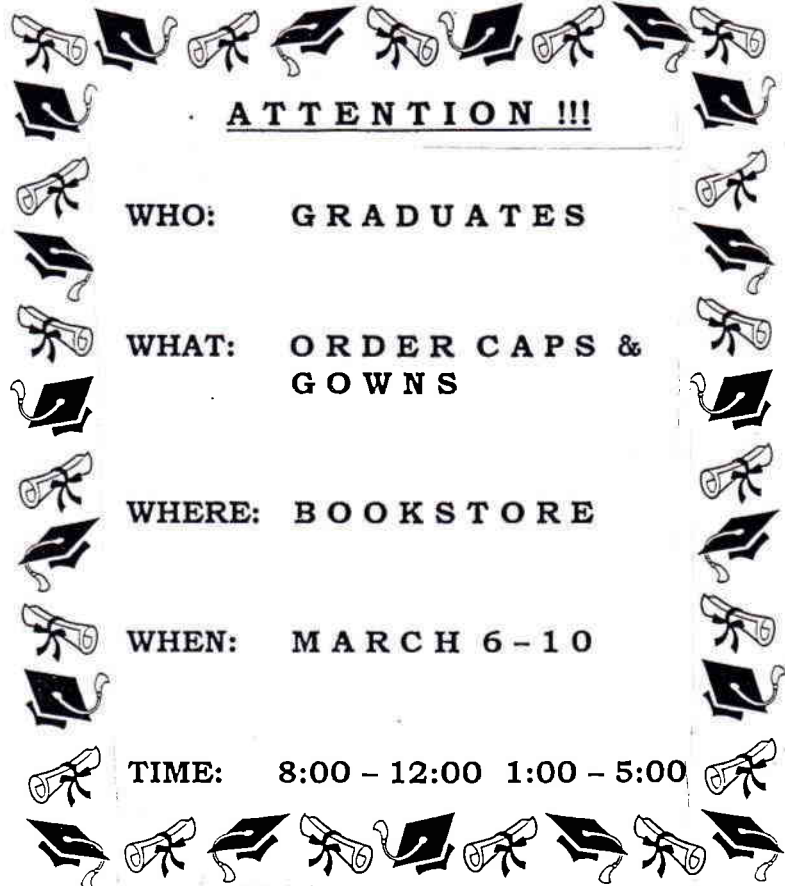 ATTENTION !!!
WHO: GRADUATES
WHAT: ORDER CAPS &
GOWNS
WHERE: BOOKSTORE
WHEN: MARCH 6-10
TIME: 8:00 – 12:00 1:00 – 5:00